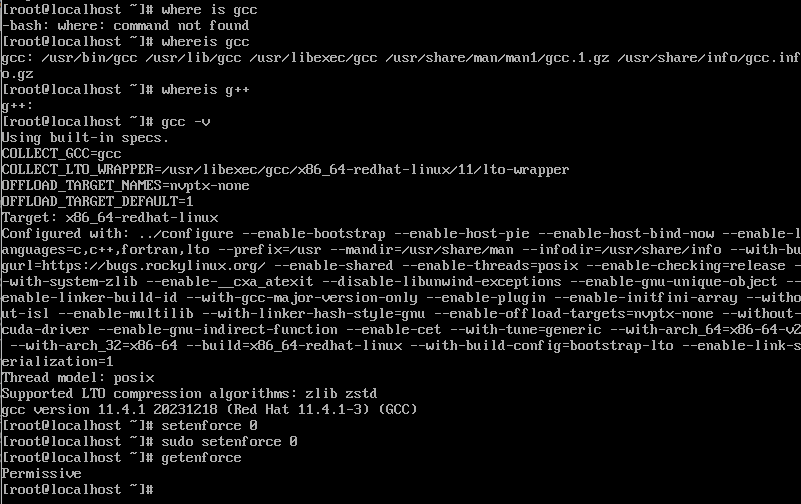 [root@localhost ~]# where is gcc
-bash: where: command not found
[root@localhost ~]# whereis gcc
gcc: /usr/bin/gcc /usr/lib/gcc /usr/libexec/gcc /usr/share/man/man1/gcc.1.gz /usr/share/info/gcc.inf
o.gz
[root@localhost ~]# whereis g++
g++:
[root@localhost ~]# gcc -v
Using built-in specs.
COLLECT_GCC=gcc
COLLECT_LTO_WRAPPER=/usr/libexec/gcc/x86_64-redhat-linux/11/lto-wrapper
OFFLOAD_TARGET_NAMES=nvptx-none
OFFLOAD_TARGET_DEFAULT=1
Target: x86_64-redhat-linux
Configured with: ../configure --enable-bootstrap --enable-host-pie --enable-host-bind-now --enable-l
anguages=c,c++,fortran,lto --prefix=/usr --mandir=/usr/share/man --infodir=/usr/share/info --with-bu
gurl=https://bugs.rockylinux.org/ --enable-shared --enable-threads=posix --enable-checking=release -
-with-system-zlib --enable-__cxa_atexit --disable-libunwind-exceptions --enable-gnu-unique-object --
enable-linker-build-id --with-gcc-major-version-only --enable-plugin --enable-initfini-array --witho
ut-isl --enable-multilib --with-linker-hash-style=gnu --enable-offload-targets=nvptx-none --without-
cuda-driver --enable-gnu-indirect-function --enable-cet --with-tune=generic --with-arch_64=x86-64-v2
--with-arch_32=x86-64 --build=x86_64-redhat-linux --with-build-config=bootstrap-lto --enable-link-s
erialization=1
Thread model: posix
Supported LTO compression algorithms: zlib zstd
gcc version 11.4.1 20231218 (Red Hat 11.4.1-3) (GCC)
[root@localhost ~]# setenforce 0
[root@localhost ~]# sudo setenforce 0
[root@localhost ~]# getenforce
Permissive
[root@localhost ~]#